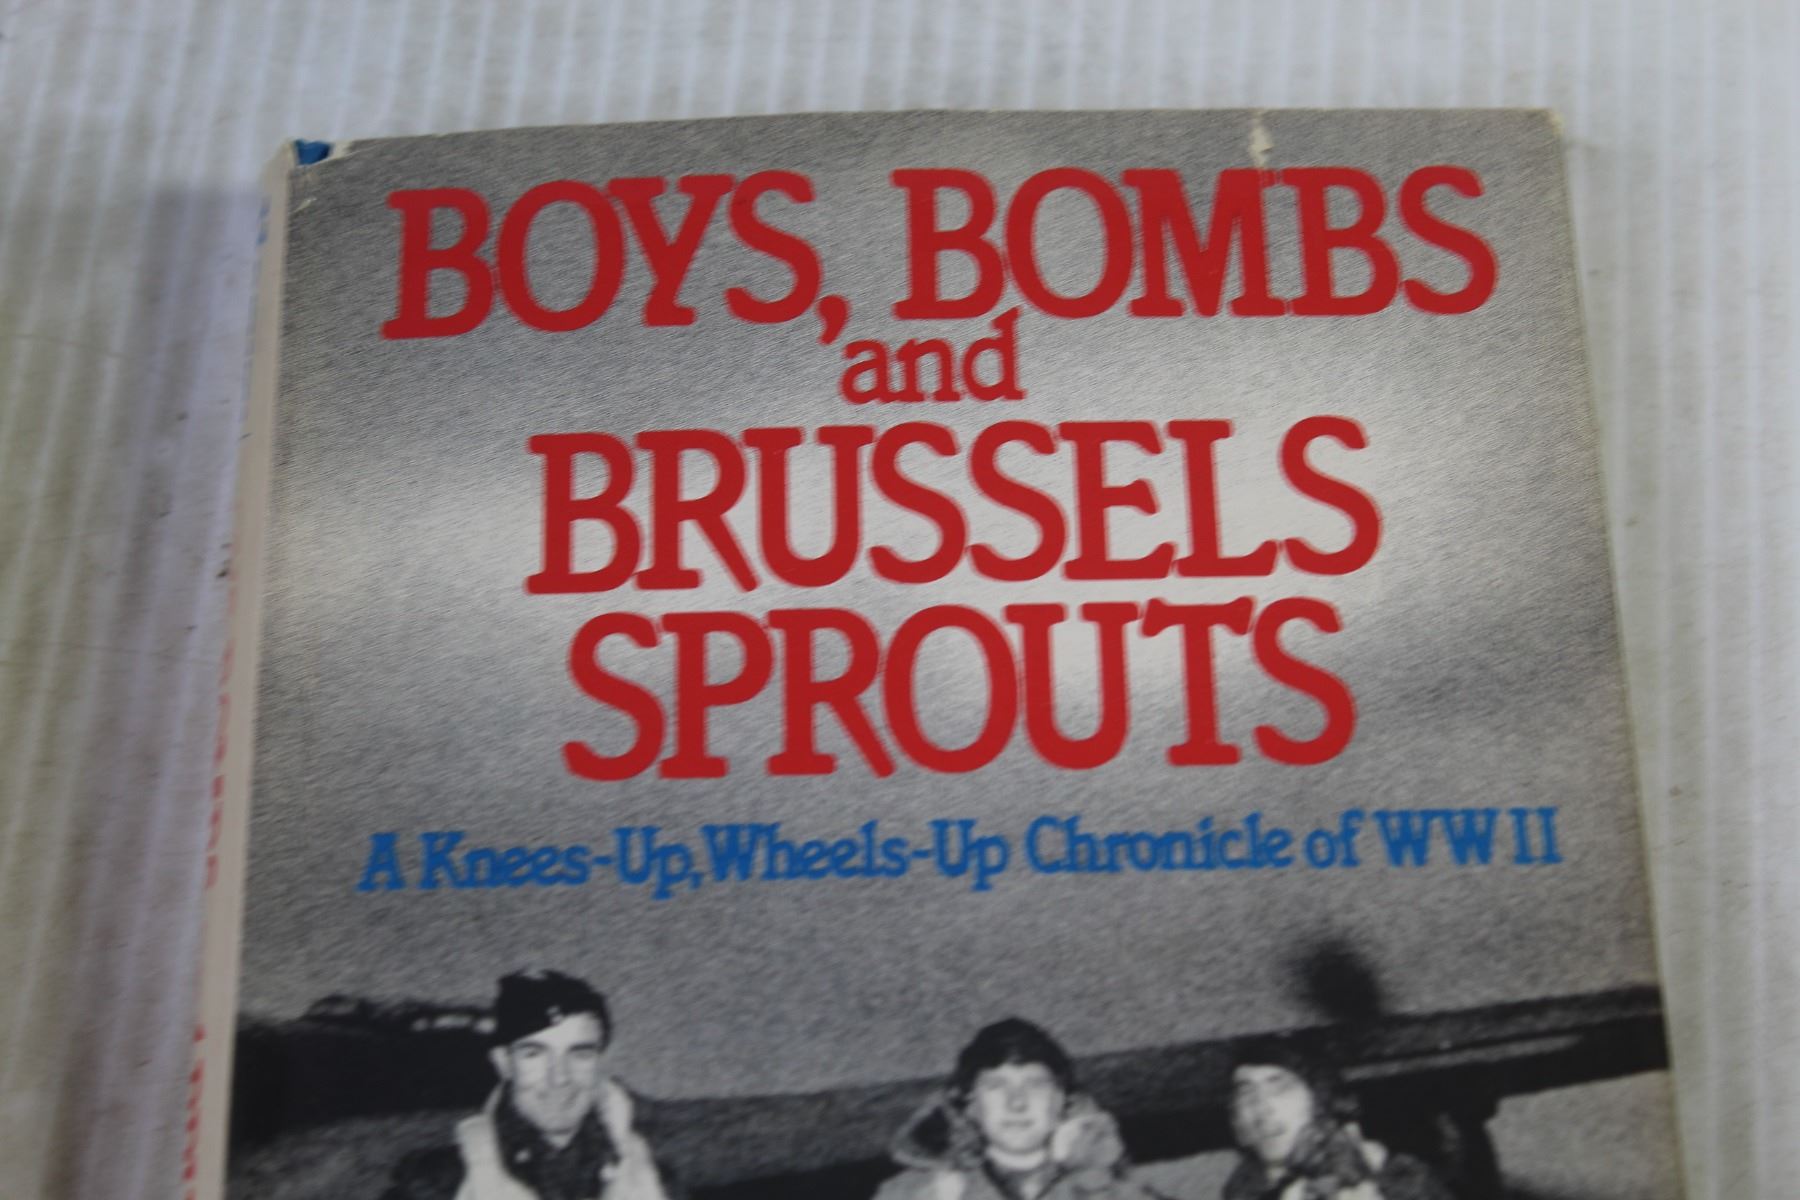 BOYS, BOMBS
and
BRUSSELS
SPROUTS
A Knees-Up, Wheels-Up Chronicle of WW II